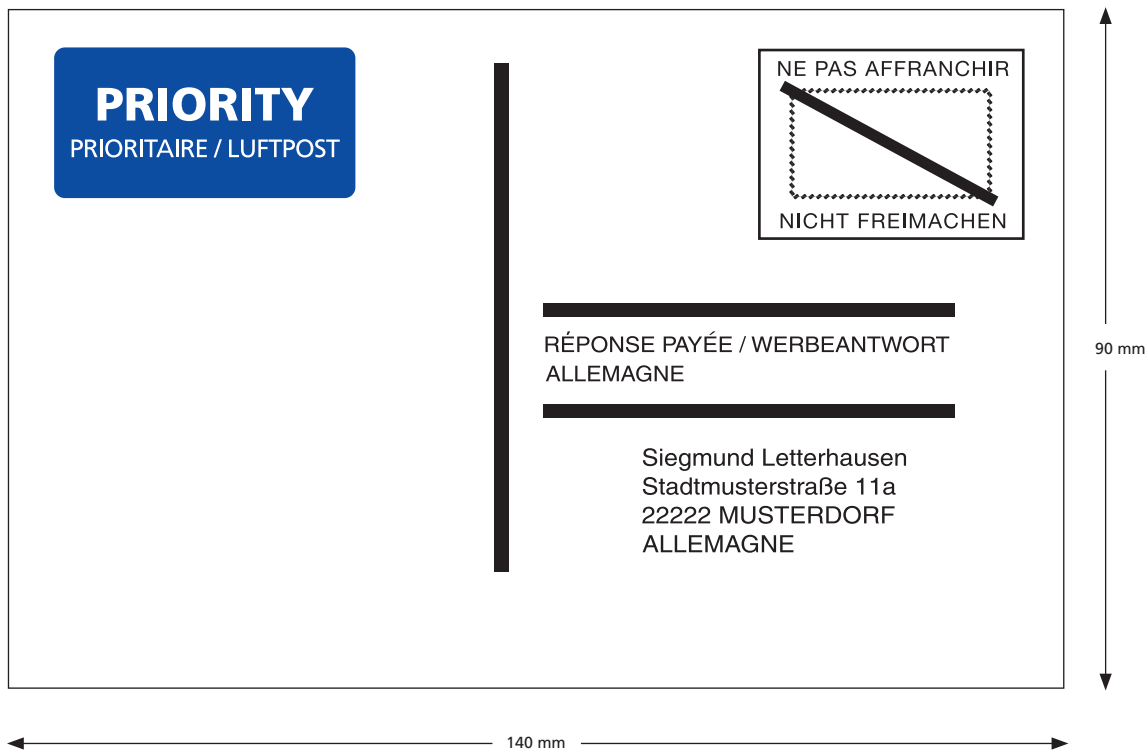 PRIORITY
PRIORITAIRE / LUFTPOST
NE PAS AFFRANCHIR
NICHT FREIMACHEN
RÉPONSE PAYÉE / WERBEANTWORT
ALLEMAGNE
Siegmund Letterhausen
Stadtmusterstraße 11a
22222 MUSTERDORF
ALLEMAGNE
90 mm
140 mm